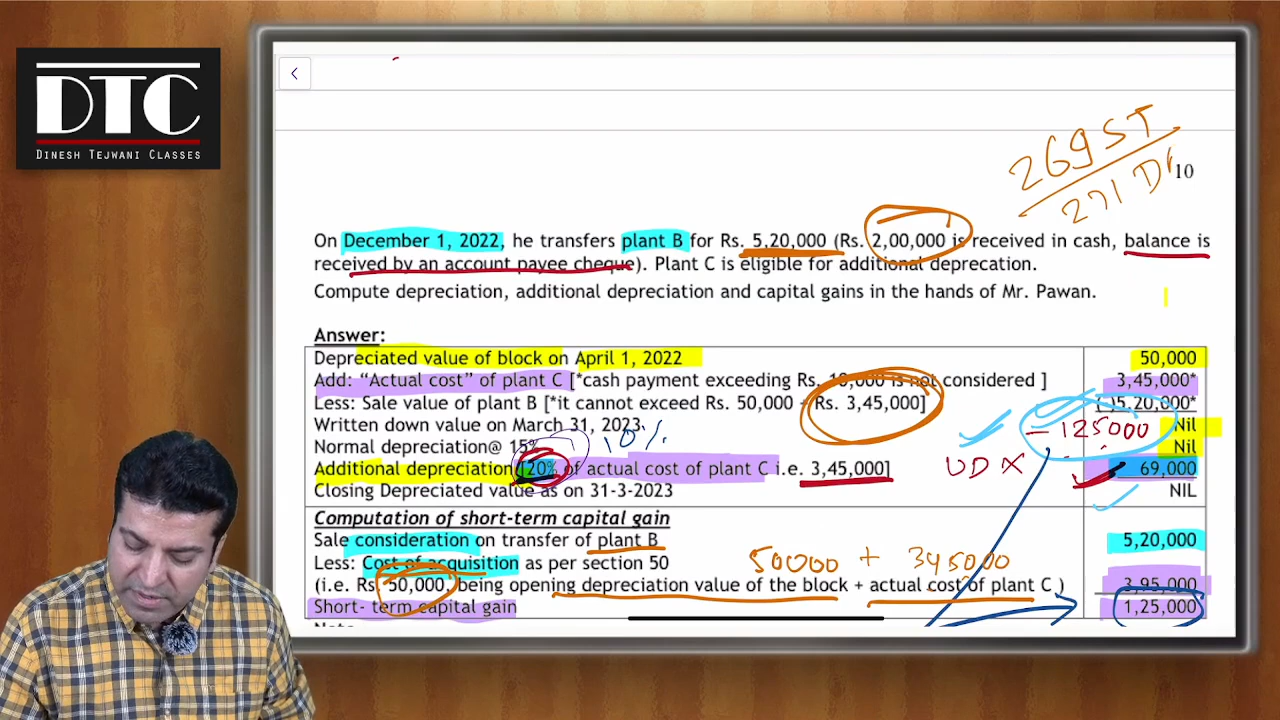 DTC
DINESH TEJWANI CLASSES
269ST
271D
10
On December 1, 2022, he transfers plant B for Rs. 5,20,000 (Rs. 2,00,000 is received in cash, balance is
received by an account payee cheque). Plant C is eligible for additional deprecation.
Compute depreciation, additional depreciation and capital gains in the hands of Mr. Pawan.
Answer:
Depreciated value of block on April 1, 2022 50,000
Add: “Actual cost” of plant C [*cash payment exceeding Rs. 10,000 is not considered ] 3,45,000*
Less: Sale value of plant B [*it cannot exceed Rs. 50,000 + Rs. 3,45,000] ( )5,20,000*
Written down value on March 31, 2023 - 125000 Nil
Normal depreciation@ 15% 10% Nil
Additional depreciation [20% of actual cost of plant C i.e. 3,45,000] UDX 69,000
Closing Depreciated value as on 31-3-2023 NIL
Computation of short-term capital gain
Sale consideration on transfer of plant B 5,20,000
Less: Cost of acquisition as per section 50 50000 + 345000
(i.e. Rs. 50,000 being opening depreciation value of the block + actual cost of plant C ) 3,95,000
Short- term capital gain 1,25,000